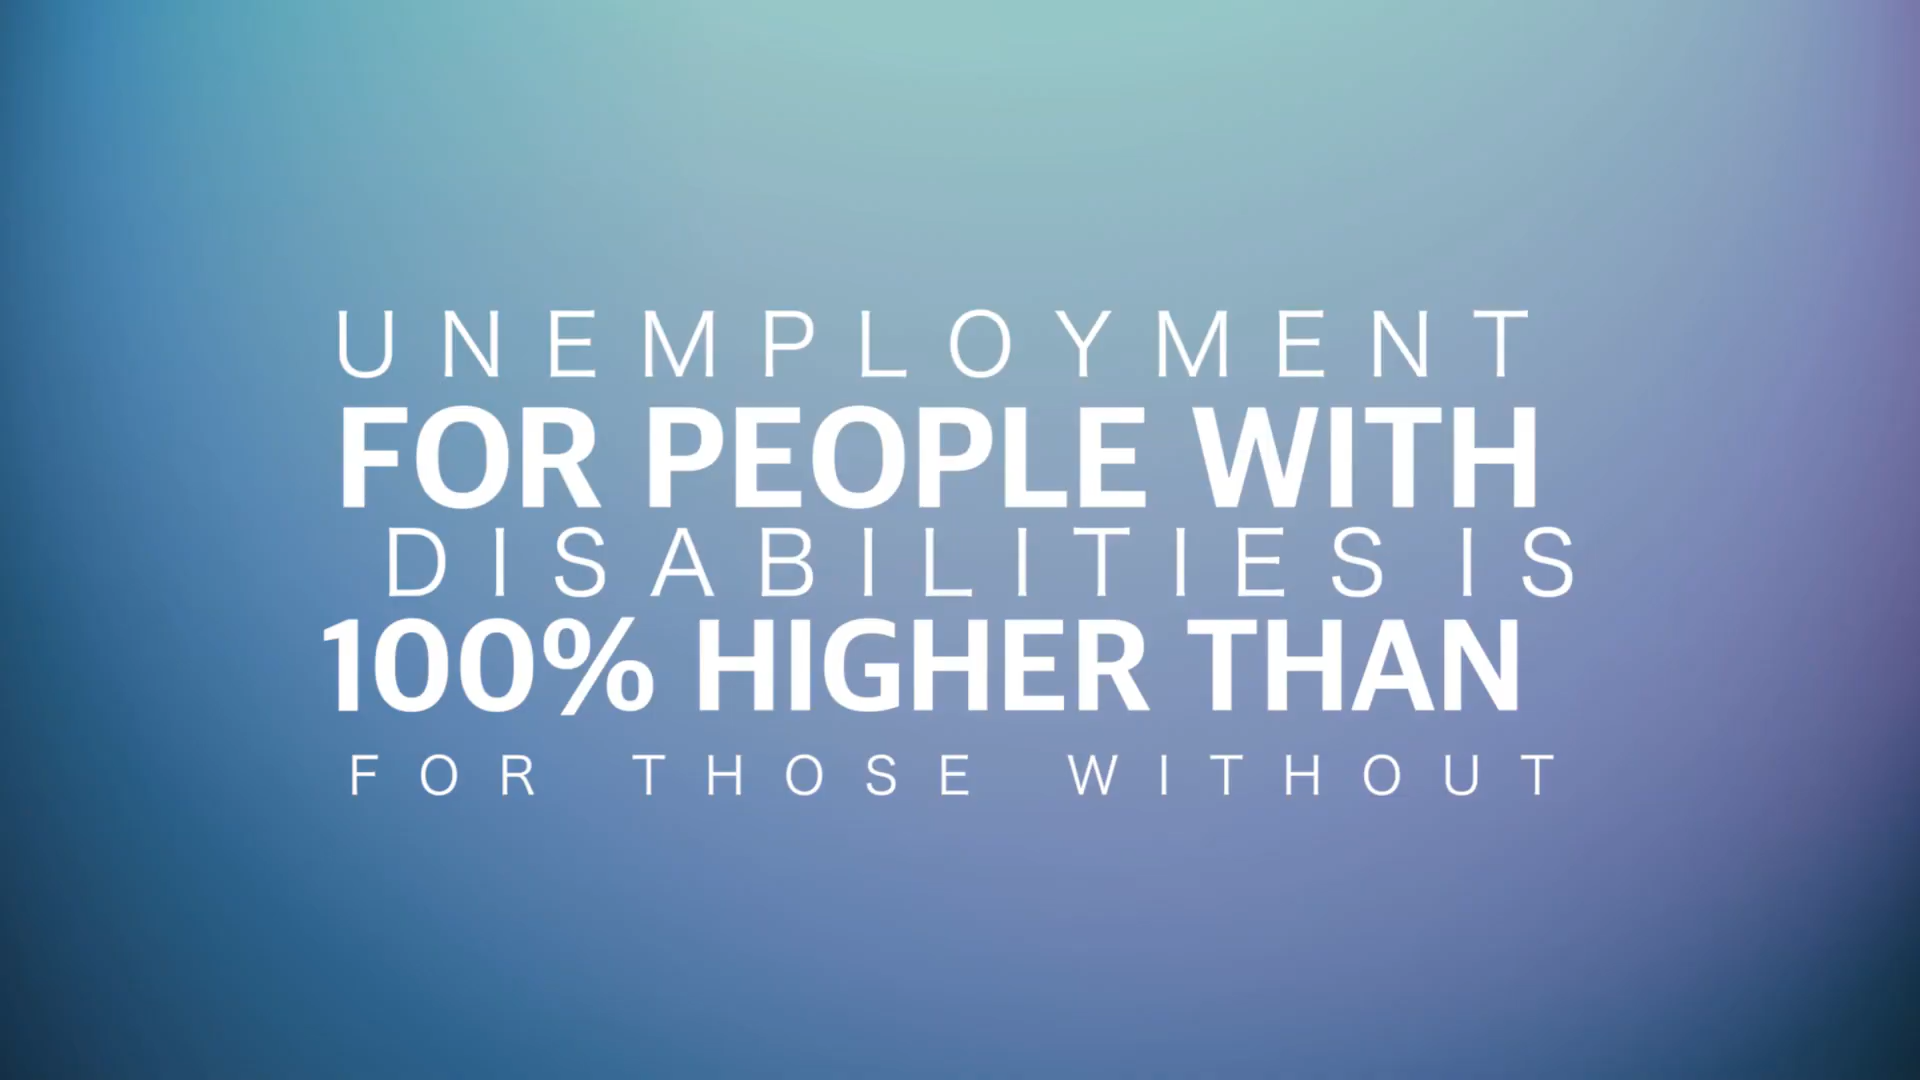 UNEMPLOYMENT
FOR PEOPLE WITH
DISABILITIES IS
100% HIGHER THAN
FOR THOSE WITHOUT